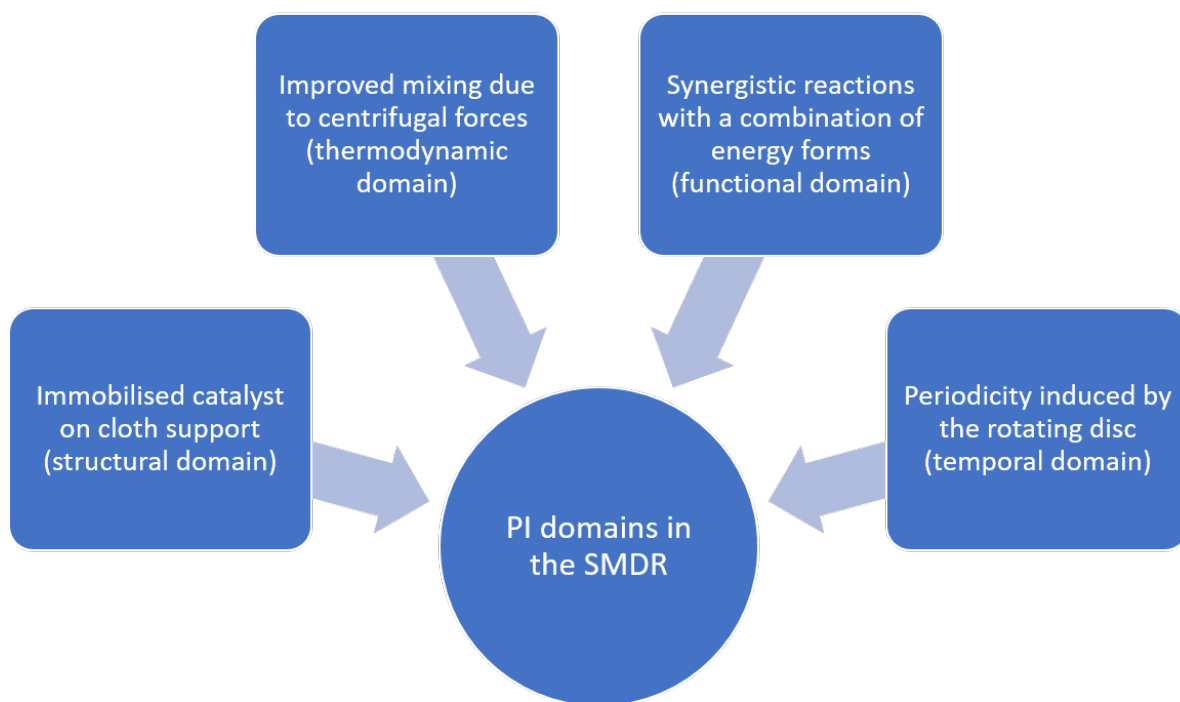 Improved mixing due
to centrifugal forces
(thermodynamic
domain)
Synergistic reactions
with a combination of
energy forms
(functional domain)
Immobilised catalyst
on cloth support
(structural domain)
Periodicity induced by
the rotating disc
(temporal domain)
PI domains in
the SMDR